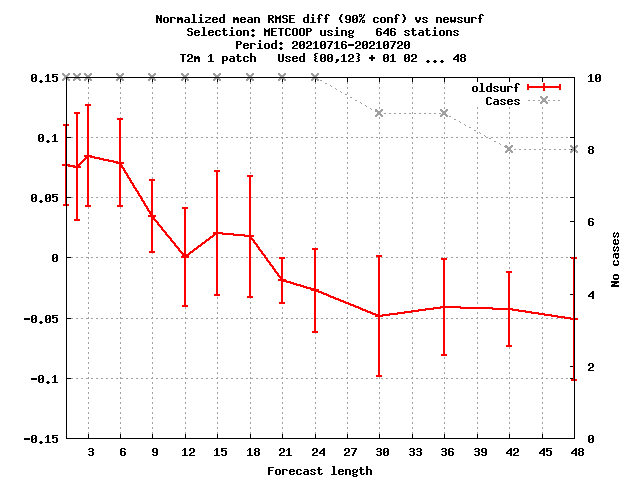 Normalized mean RMSE diff (90% conf) vs newsurf
Selection: METCOOP using   646 stations
Period: 20210716-20210720
T2m 1 patch   Used {00,12} + 01 02 ... 48
oldsurf
Cases
0.15
0.1
0.05
0
-0.05
-0.1
-0.15
10
8
6
4
2
0
No cases
3 6 9 12 15 18 21 24 27 30 33 36 39 42 45 48
Forecast length